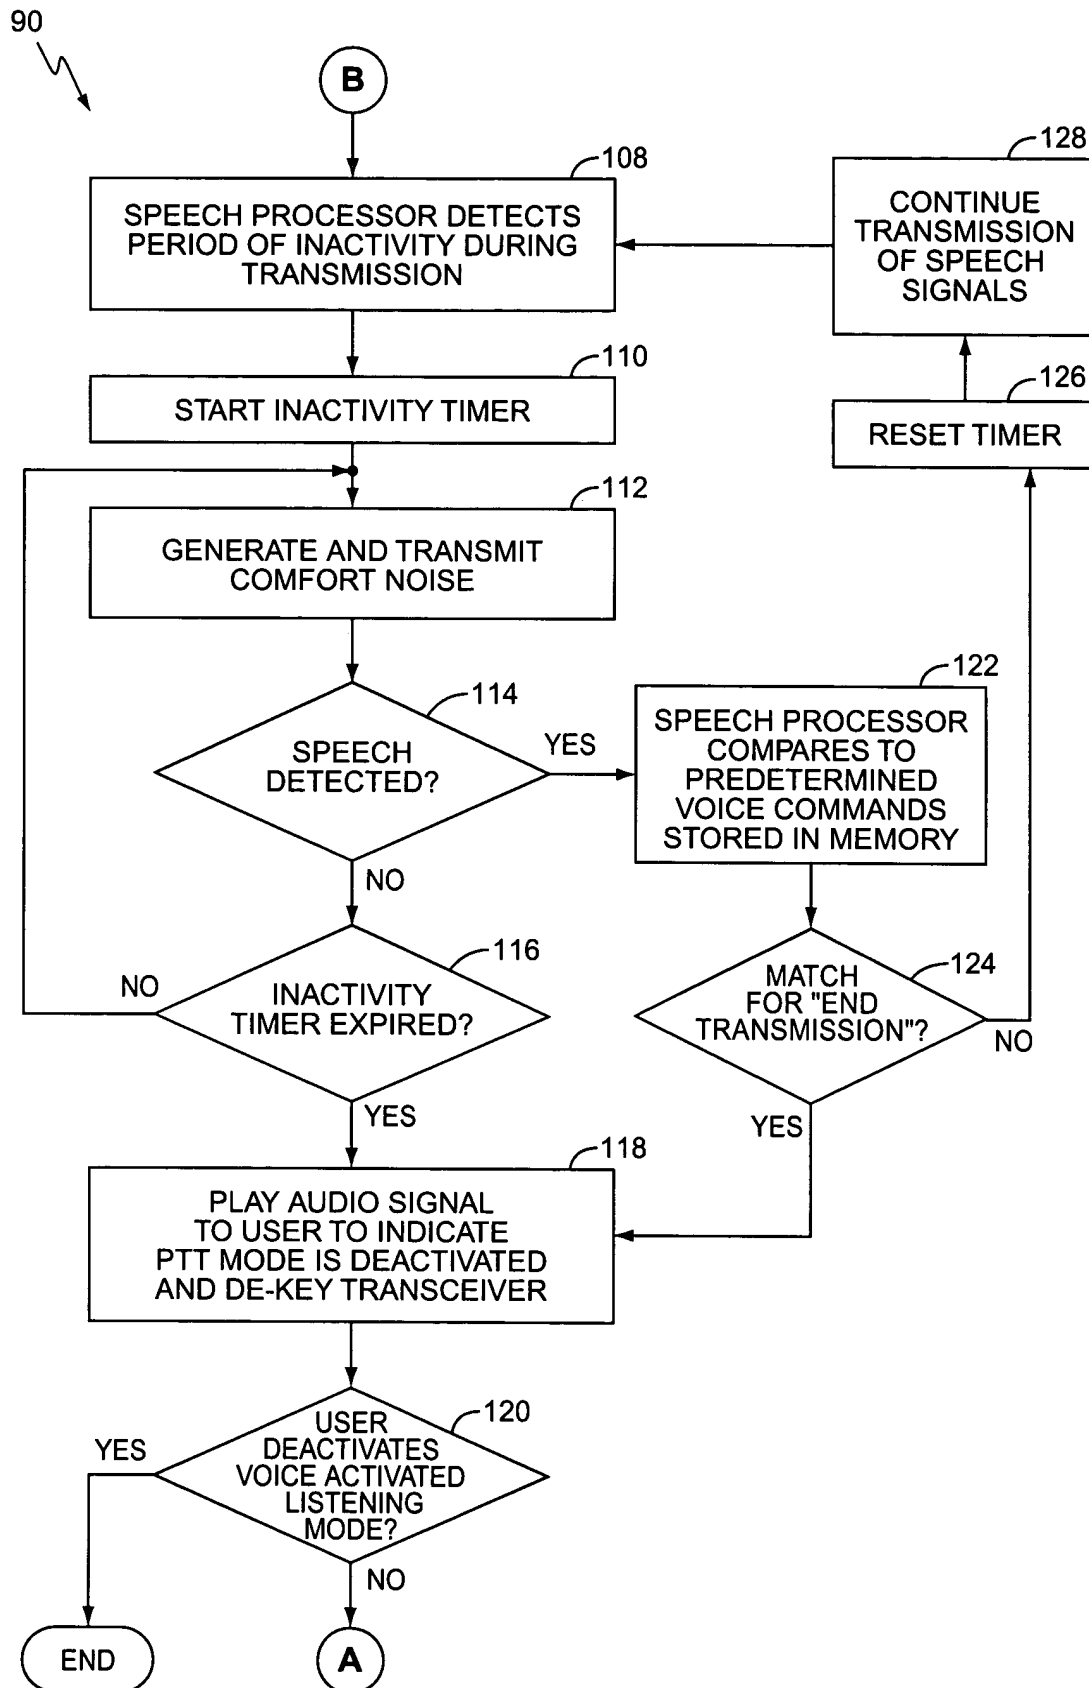 90
B
108
SPEECH PROCESSOR DETECTS
PERIOD OF INACTIVITY DURING
TRANSMISSION
128
CONTINUE
TRANSMISSION
OF SPEECH
SIGNALS
110
START INACTIVITY TIMER
126
RESET TIMER
112
GENERATE AND TRANSMIT
COMFORT NOISE
114
SPEECH
DETECTED?
YES
NO
122
SPEECH PROCESSOR
COMPARES TO
PREDETERMINED
VOICE COMMANDS
STORED IN MEMORY
116
INACTIVITY
TIMER EXPIRED?
NO
YES
124
MATCH
FOR "END
TRANSMISSION"?
NO
YES
118
PLAY AUDIO SIGNAL
TO USER TO INDICATE
PTT MODE IS DEACTIVATED
AND DE-KEY TRANSCEIVER
120
USER
DEACTIVATES
VOICE ACTIVATED
LISTENING
MODE?
YES
NO
END
A